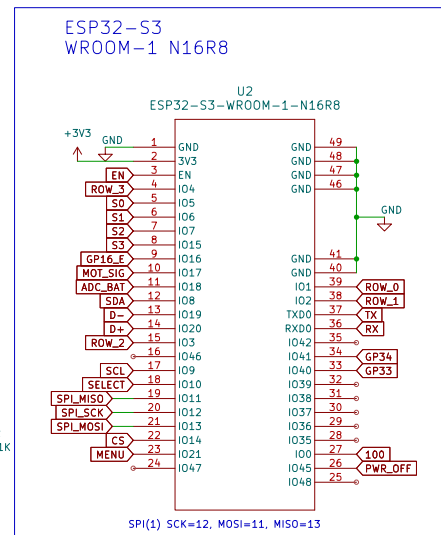 ESP32-S3
WROOM-1 N16R8
U2
ESP32-S3-WROOM-1-N16R8
+3V3
GND
1 GND GND 49
2 3V3 GND 48
EN 3 EN GND 47
ROW_3 4 IO4 GND 46
S0 5 IO5
S1 6 IO6
GND
S2 7 IO7
S3 8 IO15
GP16_E 9 IO16 GND 41
MOT_SIG 10 IO17 GND 40
ADC_BAT 11 IO18 IO1 39 ROW_0
SDA 12 IO8 IO2 38 ROW_1
D- 13 IO19 TXD0 37 TX
D+ 14 IO20 RXD0 36 RX
ROW_2 15 IO3 IO42 35
16 IO46 IO41 34 GP34
SCL 17 IO9 IO40 33 GP33
SELECT 18 IO10 IO39 32
SPI_MISO 19 IO11 IO38 31
SPI_SCK 20 IO12 IO37 30
SPI_MOSI 21 IO13 IO36 29
CS 22 IO14 IO35 28
1K
MENU 23 IO21 IO0 27 100
24 IO47 IO45 26 PWR_OFF
IO48 25
SPI(1) SCK=12, MOSI=11, MISO=13